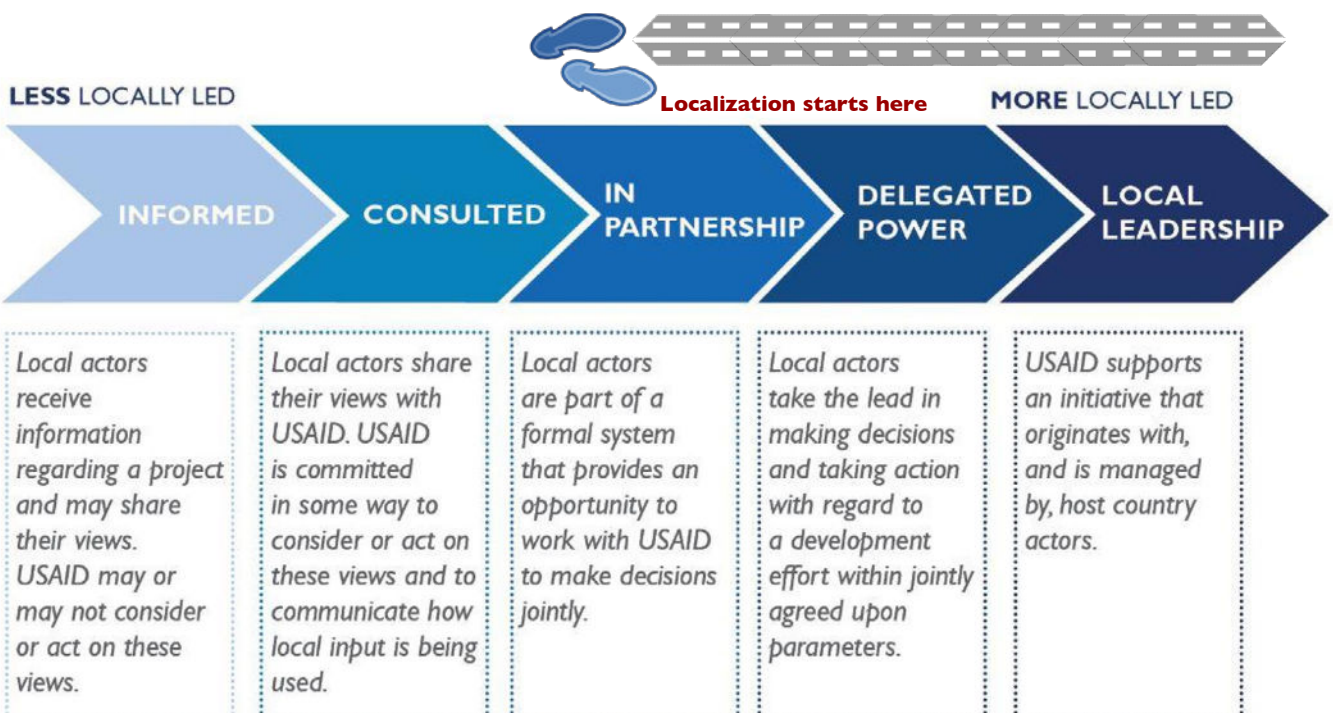 Localization starts here
LESS LOCALLY LED
MORE LOCALLY LED
INFORMED
CONSULTED
IN
PARTNERSHIP
DELEGATED
POWER
LOCAL
LEADERSHIP
Local actors
receive
information
regarding a project
and may share
their views.
USAID may or
may not consider
or act on these
views.
Local actors share
their views with
USAID. USAID
is committed
in some way to
consider or act on
these views and to
communicate how
local input is being
used.
Local actors
are part of a
formal system
that provides an
opportunity to
work with USAID
to make decisions
jointly.
Local actors
take the lead in
making decisions
and taking action
with regard to
a development
effort within jointly
agreed upon
parameters.
USAID supports
an initiative that
originates with,
and is managed
by, host country
actors.